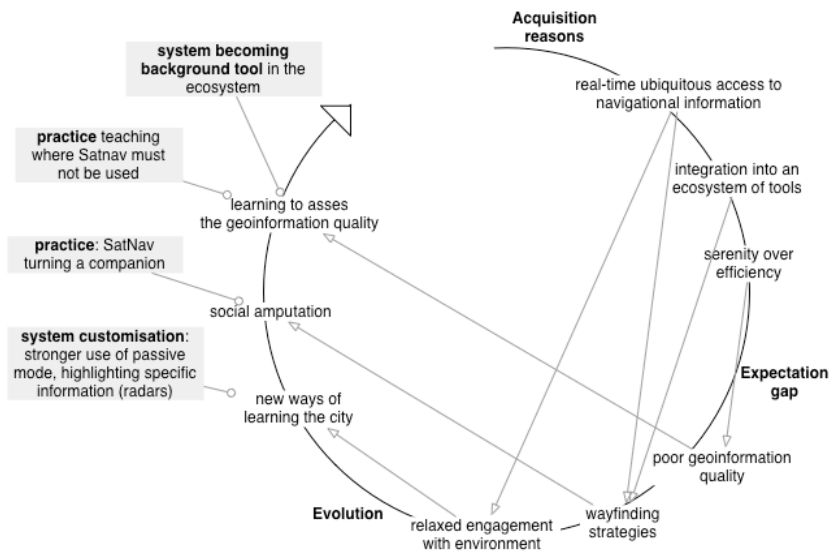 Acquisition
reasons
real-time ubiquitous access to
navigational information
integration into an
ecosystem of tools
serenity over
efficiency
Expectation
gap
poor geoinformation
quality
wayfinding
strategies
relaxed engagement
with environment
Evolution
new ways of
learning the city
system customisation:
stronger use of passive
mode, highlighting specific
information (radars)
social amputation
practice: SatNav
turning a companion
learning to asses
the geoinformation quality
practice teaching
where Satnav must
not be used
system becoming
background tool in the
ecosystem